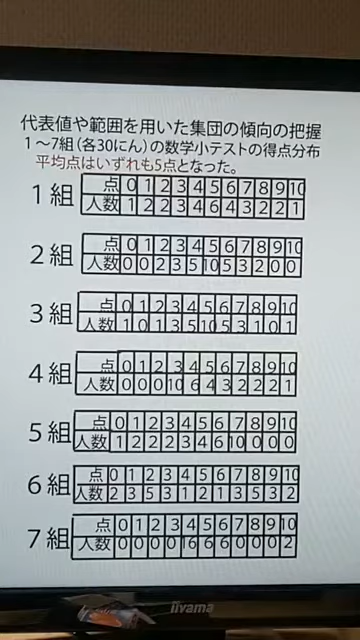 代表値や範囲を用いた集団の傾向の把握
1～7組(各30にん)の数学小テストの得点分布
平均点はいずれも5点となった。
1組 点 0 1 2 3 4 5 6 7 8 9 10
人数 1 2 2 3 4 6 4 3 2 2 1
2組 点 0 1 2 3 4 5 6 7 8 9 10
人数 0 0 2 3 5 10 5 3 2 0 0
3組 点 0 1 2 3 4 5 6 7 8 9 10
人数 1 0 1 3 5 10 5 3 1 0 1
4組 点 0 1 2 3 4 5 6 7 8 9 10
人数 0 0 0 10 6 4 3 2 2 2 1
5組 点 0 1 2 3 4 5 6 7 8 9 10
人数 1 2 2 2 3 4 6 10 0 0 0
6組 点 0 1 2 3 4 5 6 7 8 9 10
人数 2 3 5 3 1 2 1 3 5 3 2
7組 点 0 1 2 3 4 5 6 7 8 9 10
人数 0 0 0 0 16 6 6 0 0 0 2
iiyama